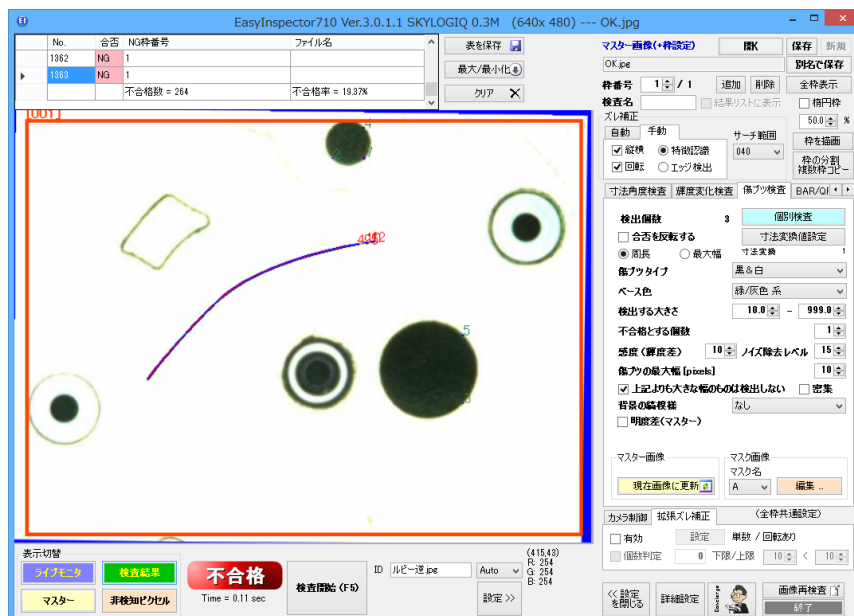 EasyInspector710 Ver.3.0.1.1 SKYLOGIQ 0.3M (640x 480) --- OK.jpg
No. 合否 NG枠番号 ファイル名
1362 NG 1
1363 NG 1
不合格数 = 264 不合格率 = 19.37%
表を保存
最大/最小化
クリア
マスター画像(+枠設定) 開く 保存 新規
OK.jpg 別名で保存
枠番号 1 / 1 追加 削除 全枠表示
検査名 結果リストに表示 楕円枠
ズレ補正 50.0 %
自動 手動 サーチ範囲 枠を描画
縦横 特徴認識 040
回転 エッジ検出 枠の分割
複数枠コピー
寸法角度検査 輝度変化検査 傷ブツ検査 BAR/QR
検出個数 3 個別検査
合否を反転する 寸法変換値設定
周長 最大幅 寸法変換 1
傷ブツタイプ 黒&白
ベース色 緑/灰色 系
検出する大きさ 10.0 - 999.0
不合格とする個数 1
感度(輝度差) 10 ノイズ除去レベル 15
傷ブツの最大幅[pixels] 10
上記よりも大きな幅のものは検出しない 密集
背景の縞模様 なし
明度差(マスター)
マスター画像 マスク画像
マスク名
現在画像に更新 A 編集 ..
カメラ制御 拡張ズレ補正 (全枠共通設定)
有効 設定 単数 / 回転あり
個数判定 0 下限/上限 10 < 10
[001]
4
5
表示切替
ライブモニタ 検査結果
マスター 非検知ピクセル
不合格
Time = 0.11 sec
検査開始(F5)
ID ルビー逆.jpg Auto
設定 >>
(415,43)
R: 254
G: 254
B: 254
<< 設定
を閉じる
詳細設定
Concierge
画像再検査
終了